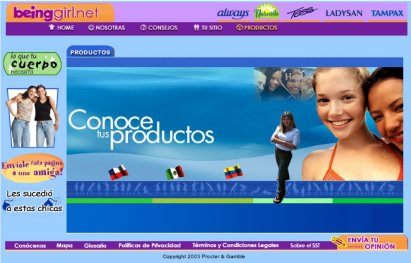 beinggirl.net
always Naturella Tess LADYSAN TAMPAX
HOME NOSOTRAS CONSEJOS TU SITIO PRODUCTOS
lo que tu
cuerpo
necesita
PRODUCTOS
Conoce
tus productos
Enviale esta página
a una amiga!
Les sucedió
a estas chicas
Conócenos Mapa Glosario Políticas de Privacidad Términos y Condiciones Legales Sobre el SST
ENVÍA TU
OPINIÓN
Copyright 2003 Procter & Gamble